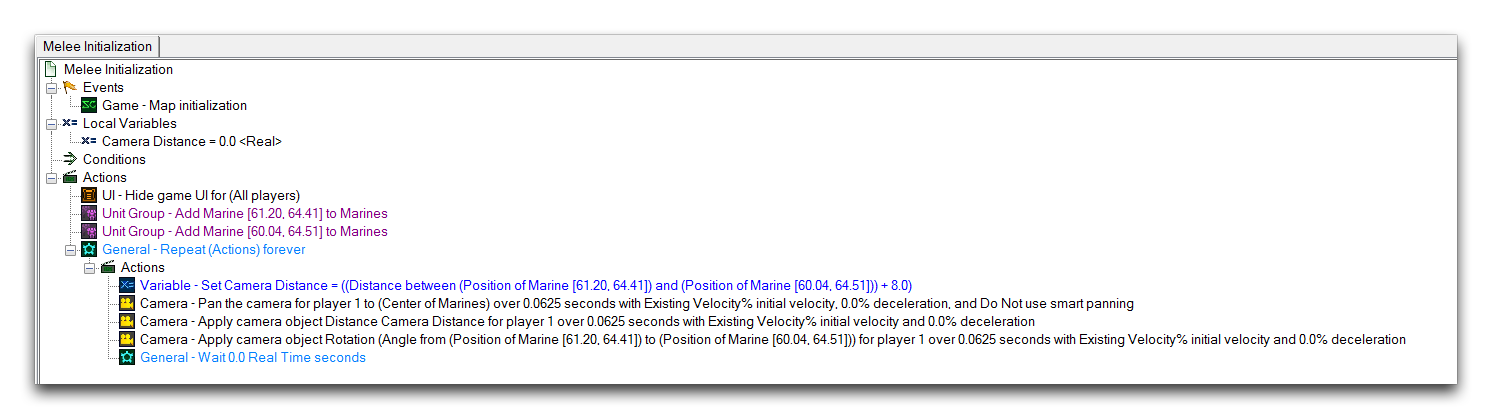 Melee Initialization
Melee Initialization
Events
Game - Map initialization
Local Variables
Camera Distance = 0.0 <Real>
Conditions
Actions
UI - Hide game UI for (All players)
Unit Group - Add Marine [61.20, 64.41] to Marines
Unit Group - Add Marine [60.04, 64.51] to Marines
General - Repeat (Actions) forever
Actions
Variable - Set Camera Distance = ((Distance between (Position of Marine [61.20, 64.41]) and (Position of Marine [60.04, 64.51])) + 8.0)
Camera - Pan the camera for player 1 to (Center of Marines) over 0.0625 seconds with Existing Velocity% initial velocity, 0.0% deceleration, and Do Not use smart panning
Camera - Apply camera object Distance Camera Distance for player 1 over 0.0625 seconds with Existing Velocity% initial velocity and 0.0% deceleration
Camera - Apply camera object Rotation (Angle from (Position of Marine [61.20, 64.41]) to (Position of Marine [60.04, 64.51])) for player 1 over 0.0625 seconds with Existing Velocity% initial velocity and 0.0% deceleration
General - Wait 0.0 Real Time seconds